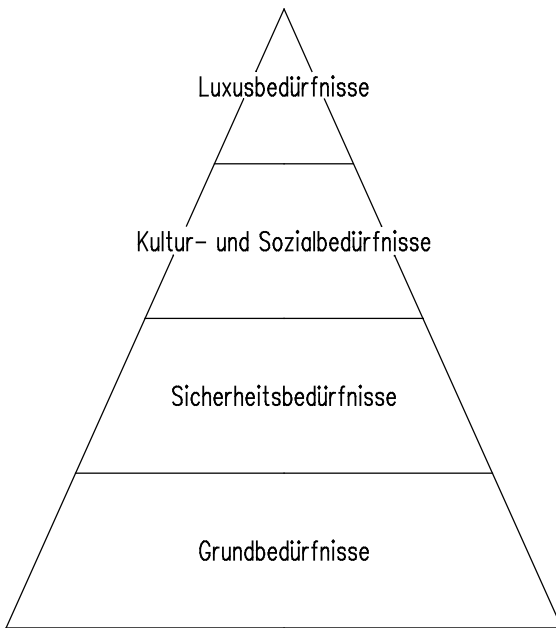 Luxusbedürfnisse
Kultur- und Sozialbedürfnisse
Sicherheitsbedürfnisse
Grundbedürfnisse